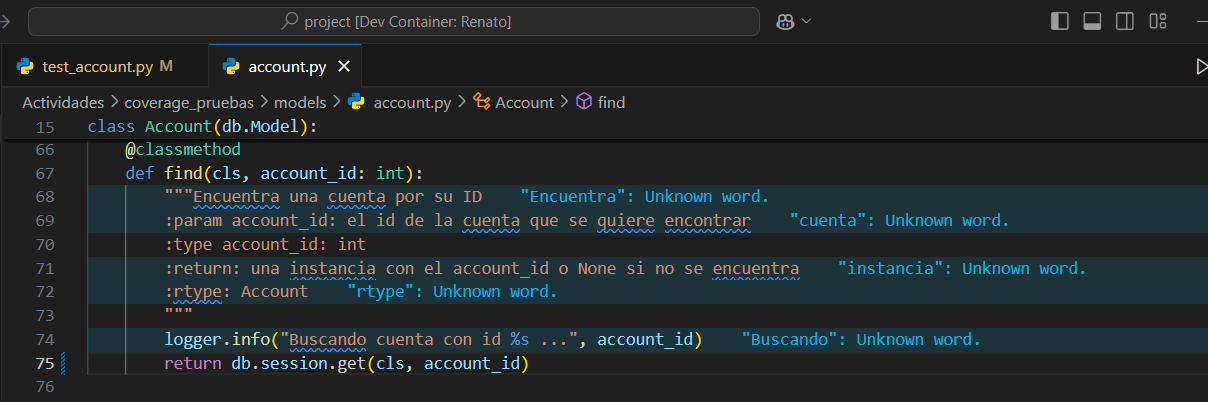 project [Dev Container: Renato]
test_account.py M account.py
Actividades > coverage_pruebas > models > account.py > Account > find
15 class Account(db.Model):
66 @classmethod
67 def find(cls, account_id: int):
68 """Encuentra una cuenta por su ID "Encuentra": Unknown word.
69 :param account_id: el id de la cuenta que se quiere encontrar "cuenta": Unknown word.
70 :type account_id: int
71 :return: una instancia con el account_id o None si no se encuentra "instancia": Unknown word.
72 :rtype: Account "rtype": Unknown word.
73 """
74 logger.info("Buscando cuenta con id %s ...", account_id) "Buscando": Unknown word.
75 return db.session.get(cls, account_id)
76